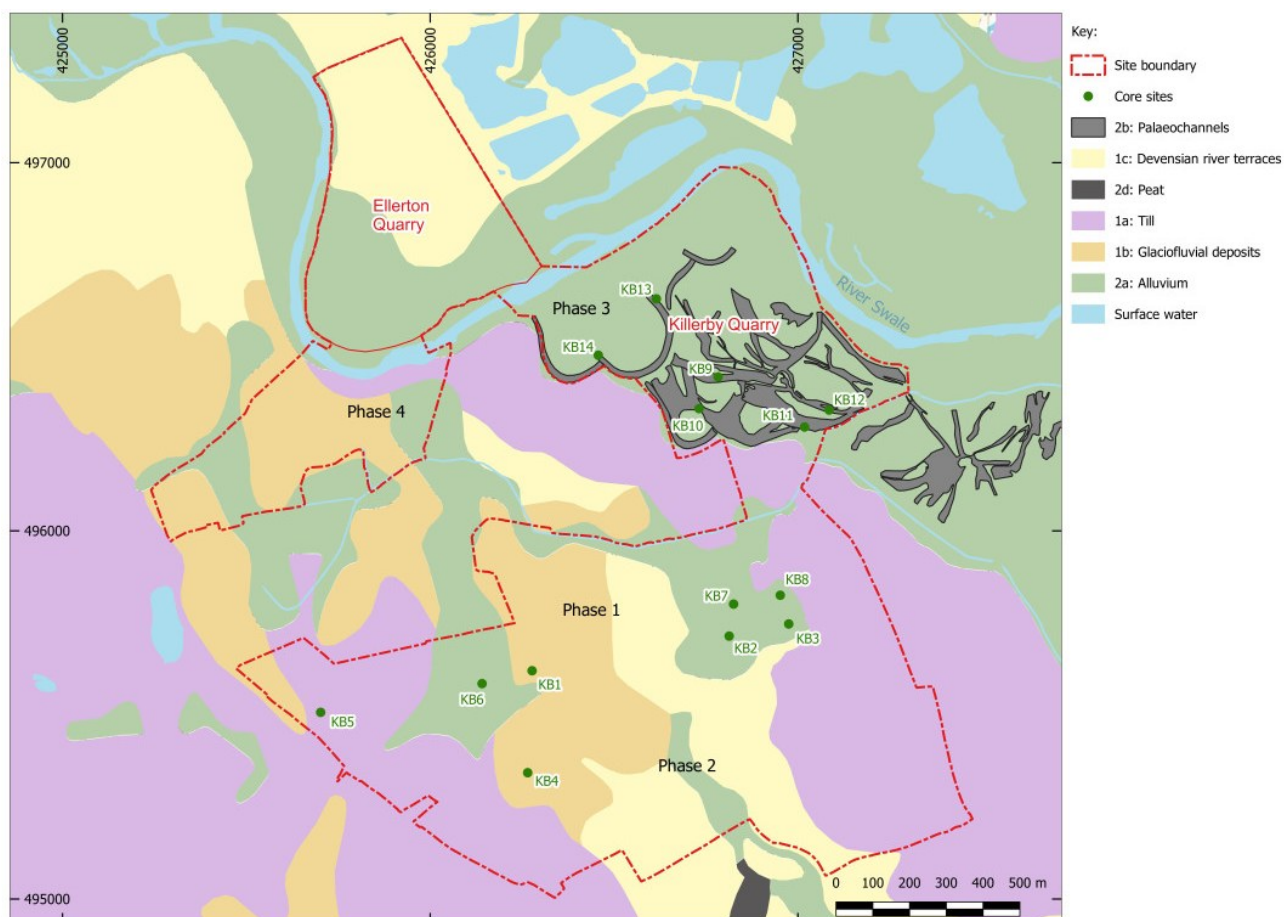 425000
426000
427000
497000
496000
495000
Ellerton
Quarry
Phase 3
KB13
Killerby Quarry
River Swale
KB14
KB9
KB10
KB11
KB12
Phase 4
Phase 1
KB7
KB8
KB2
KB3
KB1
KB6
KB5
KB4
Phase 2
0 100 200 300 400 500 m
Key:
Site boundary
Core sites
2b: Palaeochannels
1c: Devensian river terraces
2d: Peat
1a: Till
1b: Glaciofluvial deposits
2a: Alluvium
Surface water